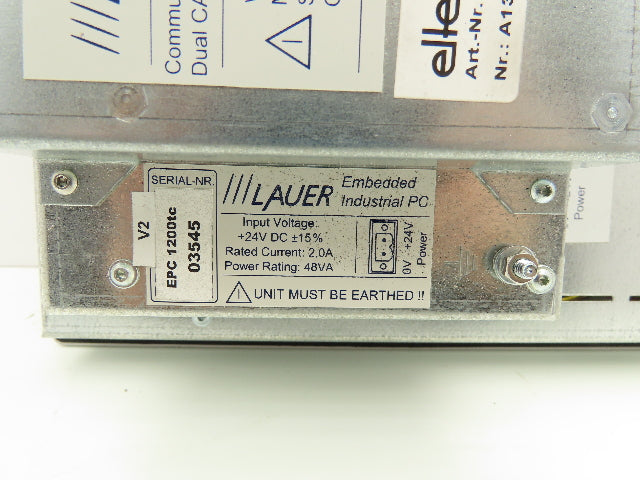 ///L
Commu
Dual CA
elte
Art.-Nr.
Nr.: A13
V2
SERIAL-NR.
EPC 1200tc
03545
///LAUER
Embedded
Industrial PC
Input Voltage:
+24V DC ±15%
Rated Current: 2.0A
Power Rating: 48VA
0V +24V
Power
UNIT MUST BE EARTHED !!
Power